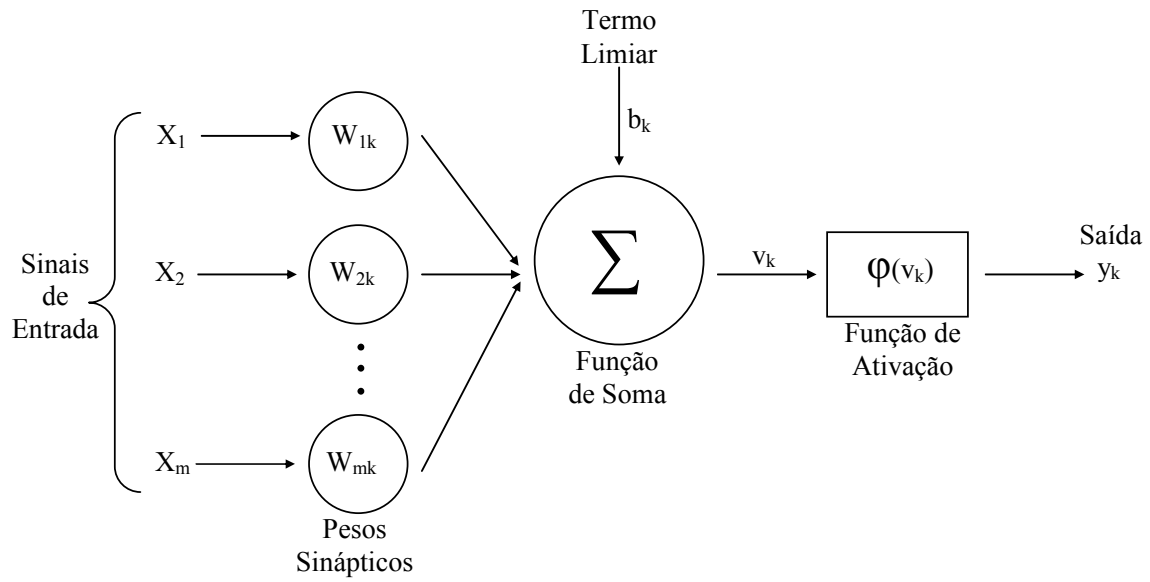 Termo
Limiar
b_k
Sinais
de
Entrada
X_1
W_1k
X_2
W_2k
X_m
W_mk
Pesos
Sinápticos
∑
Função
de Soma
v_k
φ(v_k)
Função de
Ativação
Saída
y_k